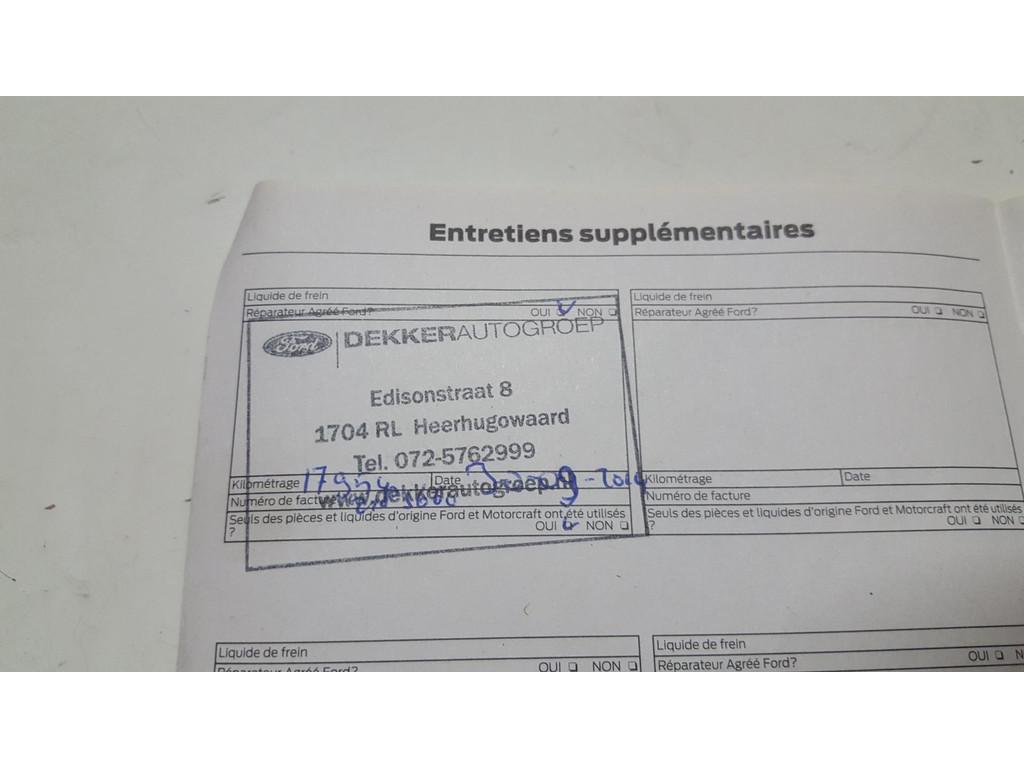 Entretiens supplémentaires
Liquide de frein
Réparateur Agréé Ford? OUI NON
Ford DEKKERAUTOGROEP
Edisonstraat 8
1704 RL Heerhugowaard
Tel. 072-5762999
Kilométrage Date
www.dekkerautogroep.nl
Numéro de facture
Seuls des pièces et liquides d'origine Ford et Motorcraft ont été utilisés
? OUI NON
Liquide de frein
Réparateur Agréé Ford? OUI NON
Kilométrage Date
Numéro de facture
Seuls des pièces et liquides d'origine Ford et Motorcraft ont été utilisés
? OUI NON
Liquide de frein
Réparateur Agréé Ford? OUI NON
Liquide de frein
Réparateur Agréé Ford? OUI N